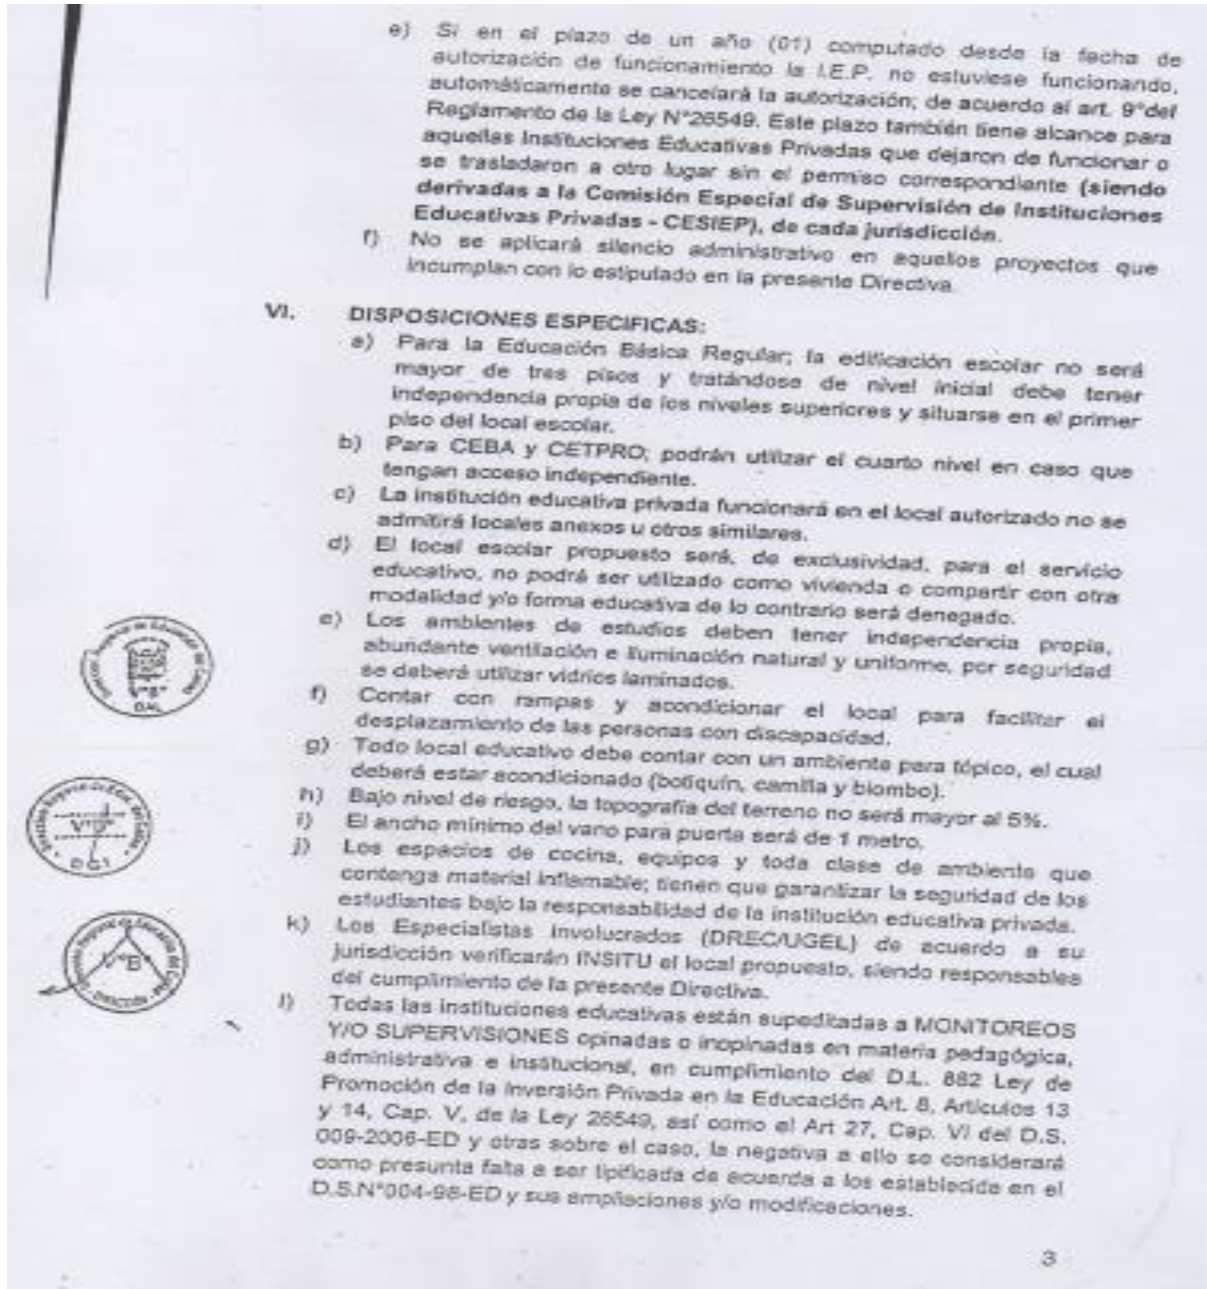 e) Si en el plazo de un año (01) computado desde la fecha de
autorización de funcionamiento la I.E.P. no estuviese funcionando,
automáticamente se cancelará la autorización; de acuerdo al art. 9°del
Reglamento de la Ley N°26549. Este plazo también tiene alcance para
aquellas Instituciones Educativas Privadas que dejaron de funcionar o
se trasladaron a otro lugar sin el permiso correspondiente (siendo
derivadas a la Comisión Especial de Supervisión de Instituciones
Educativas Privadas - CESIEP), de cada jurisdicción.
f) No se aplicará silencio administrativo en aquellos proyectos que
incumplan con lo estipulado en la presente Directiva.
VI. DISPOSICIONES ESPECIFICAS:
a) Para la Educación Básica Regular; la edificación escolar no será
mayor de tres pisos y tratándose de nivel inicial debe tener
independencia propia de los niveles superiores y situarse en el primer
piso del local escolar.
b) Para CEBA y CETPRO; podrán utilizar el cuarto nivel en caso que
tengan acceso independiente.
c) La institución educativa privada funcionará en el local autorizado no se
admitirá locales anexos u otros similares.
d) El local escolar propuesto será, de exclusividad, para el servicio
educativo, no podrá ser utilizado como vivienda o compartir con otra
modalidad y/o forma educativa de lo contrario será denegado.
e) Los ambientes de estudios deben tener independencia propia,
abundante ventilación e iluminación natural y uniforme, por seguridad
se deberá utilizar vidrios laminados.
f) Contar con rampas y acondicionar el local para facilitar el
desplazamiento de las personas con discapacidad.
g) Todo local educativo debe contar con un ambiente para tópico, el cual
deberá estar acondicionado (botiquín, camilla y biombo).
h) Bajo nivel de riesgo, la topografía del terreno no será mayor al 5%.
i) El ancho mínimo del vano para puerta será de 1 metro.
j) Los espacios de cocina, equipos y toda clase de ambiente que
contenga material inflamable; tienen que garantizar la seguridad de los
estudiantes bajo la responsabilidad de la institución educativa privada.
k) Los Especialistas Involucrados (DREC/UGEL) de acuerdo a su
jurisdicción verificarán INSITU el local propuesto, siendo responsables
del cumplimiento de la presente Directiva.
l) Todas las instituciones educativas están supeditadas a MONITOREOS
Y/O SUPERVISIONES opinadas o inopinadas en materia pedagógica,
administrativa e institucional, en cumplimiento del D.L. 882 Ley de
Promoción de la Inversión Privada en la Educación Art. 8, Artículos 13
y 14, Cap. V, de la Ley 26549, así como el Art 27, Cap. VI del D.S.
009-2006-ED y otras sobre el caso, la negativa a ello se considerará
como presunta falta a ser tipificada de acuerdo a los establecida en el
D.S.N°004-98-ED y sus ampliaciones y/o modificaciones.
V°B°
DGI
V°B°
DIRECCIÓN
3